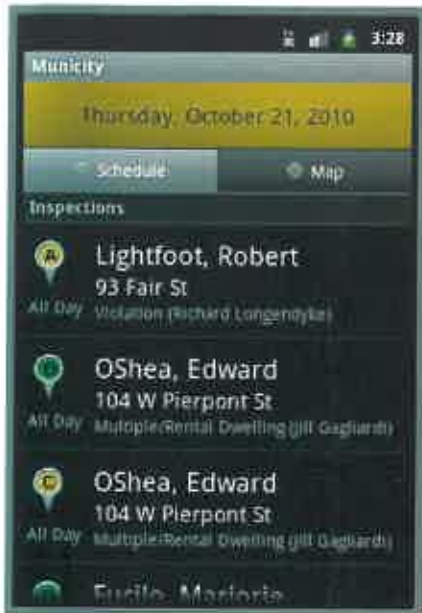 3:28
Municity
Thursday, October 21, 2010
Schedule
Map
Inspections
A
Lightfoot, Robert
93 Fair St
All Day
Violation (Richard Longendyke)
OShea, Edward
104 W Pierpont St
All Day
Multiple/Rental Dwelling (Jill Gagliardi)
C
OShea, Edward
104 W Pierpont St
All Day
Multiple/Rental Dwelling (Jill Gagliardi)
Fucile, Marjorie